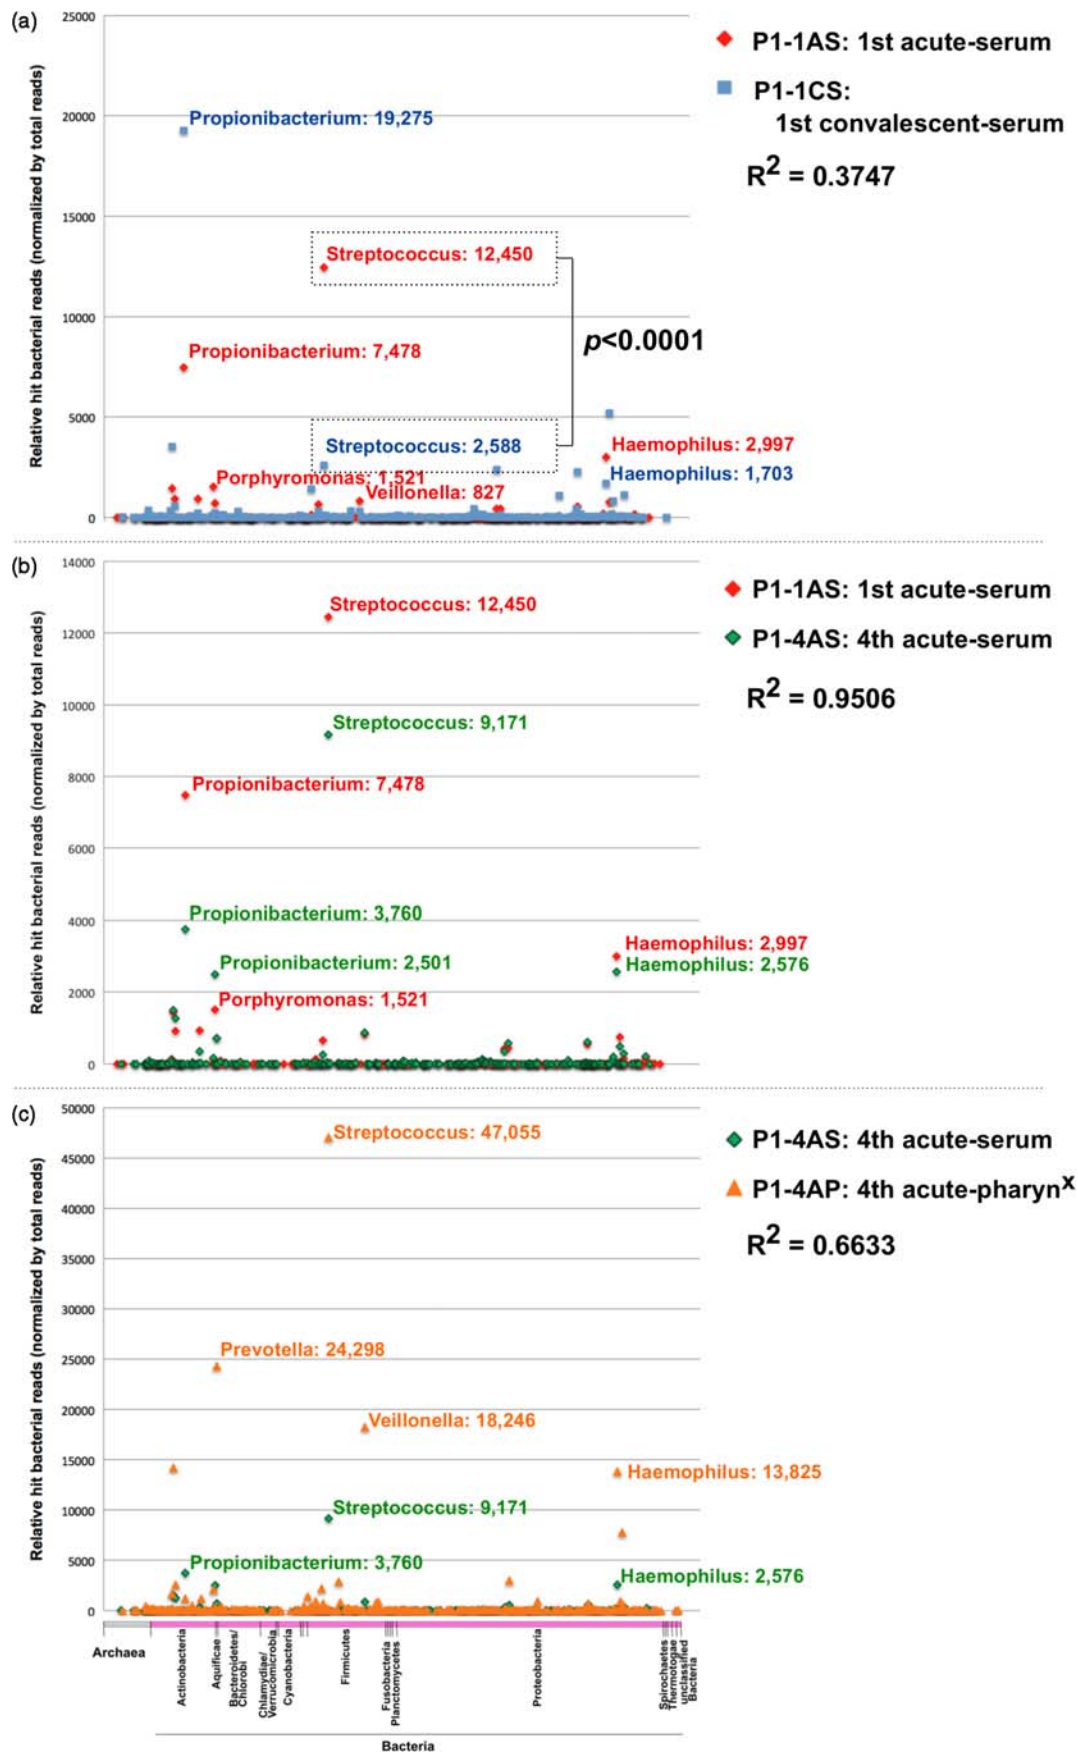 (a)
Relative hit bacterial reads (normalized by total reads)
25000
20000
15000
10000
5000
0
Propionibacterium: 19,275
Streptococcus: 12,450
Propionibacterium: 7,478
p<0.0001
Streptococcus: 2,588
Haemophilus: 2,997
Porphyromonas: 1,521
Haemophilus: 1,703
Veillonella: 827
P1-1AS: 1st acute-serum
P1-1CS:
1st convalescent-serum
R2 = 0.3747
(b)
Relative hit bacterial reads (normalized by total reads)
14000
12000
10000
8000
6000
4000
2000
0
Streptococcus: 12,450
Streptococcus: 9,171
Propionibacterium: 7,478
Propionibacterium: 3,760
Propionibacterium: 2,501
Porphyromonas: 1,521
Haemophilus: 2,997
Haemophilus: 2,576
P1-1AS: 1st acute-serum
P1-4AS: 4th acute-serum
R2 = 0.9506
(c)
Relative hit bacterial reads (normalized by total reads)
50000
45000
40000
35000
30000
25000
20000
15000
10000
5000
0
Streptococcus: 47,055
Prevotella: 24,298
Veillonella: 18,246
Haemophilus: 13,825
Streptococcus: 9,171
Propionibacterium: 3,760
Haemophilus: 2,576
P1-4AS: 4th acute-serum
P1-4AP: 4th acute-pharynx
R2 = 0.6633
Archaea
Actinobacteria
Aquificae
Bacteroidetes/
Chlorobi
Chlamydiae/
Verrucomicrobia
Cyanobacteria
Firmicutes
Fusobacteria
Planctomycetes
Proteobacteria
Spirochaetes
Thermotogae
unclassified
Bacteria
Bacteria